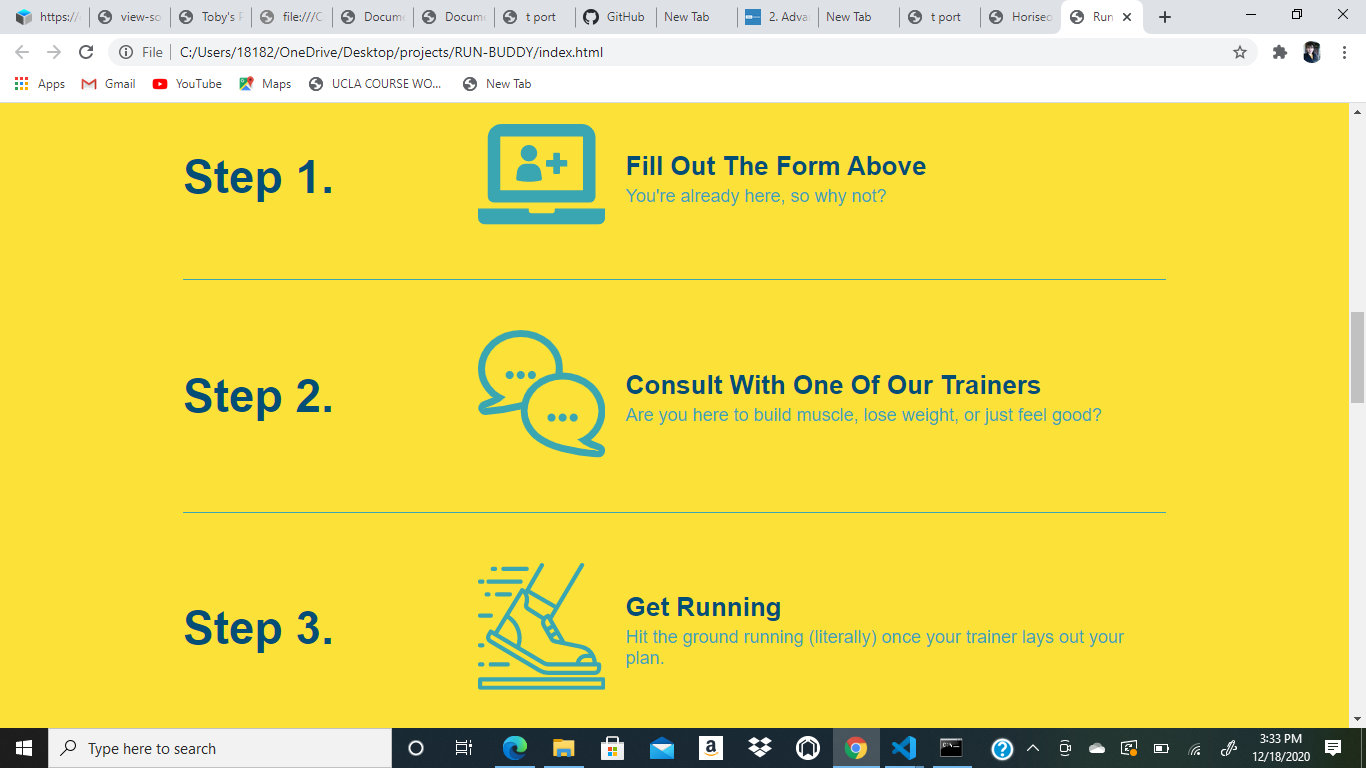 https://
view-so
Toby's
file:///C
Docume
Docume
t port
GitHub
New Tab
2. Adva
New Tab
t port
Horiseo
Run
File
C:/Users/18182/OneDrive/Desktop/projects/RUN-BUDDY/index.html
Apps
Gmail
YouTube
Maps
UCLA COURSE WO...
New Tab
Step 1.
Fill Out The Form Above
You're already here, so why not?
Step 2.
Consult With One Of Our Trainers
Are you here to build muscle, lose weight, or just feel good?
Step 3.
Get Running
Hit the ground running (literally) once your trainer lays out your
plan.
Type here to search
3:33 PM
12/18/2020